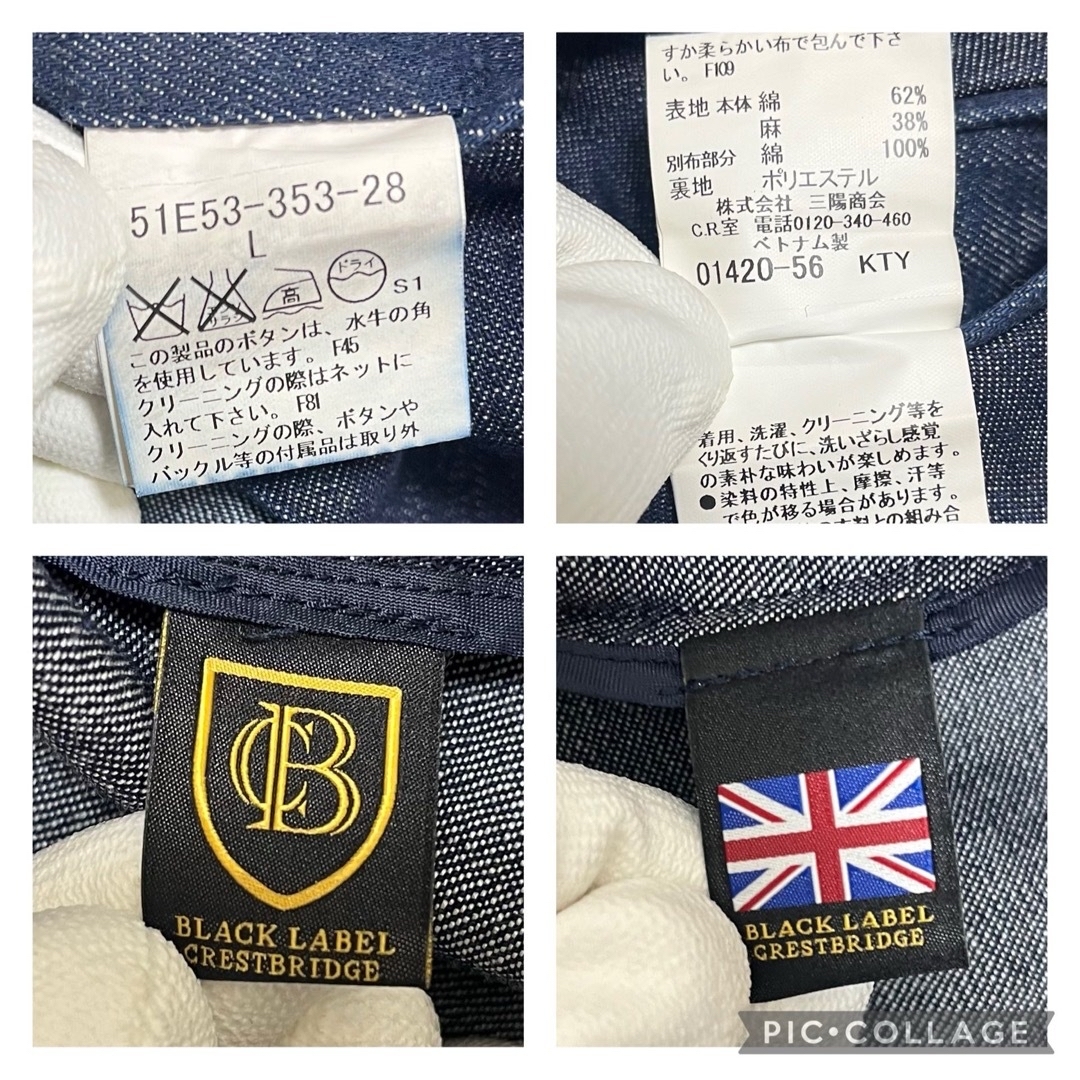 51E53-353-28
L
高 ドライ S1
この製品のボタンは、水牛の角
を使用しています。 F45
クリーニングの際はネットに
入れて下さい。 F81
クリーニングの際、ボタンや
バックル等の付属品は取り外
すか柔らかい布で包んで下さ
い。 F109
表地 本体 綿 62%
麻 38%
別布部分 綿 100%
裏地 ポリエステル
株式会社 三陽商会
C.R室 電話0120-340-460
ベトナム製
01420-56 KTY
着用、洗濯、クリーニング等を
くり返すたびに、洗いざらし感覚
の素朴な味わいが楽しめます。
●染料の特性上、摩擦、汗等
で色が移る場合があります。
との組み合
CB
BLACK LABEL
CRESTBRIDGE
BLACK LABEL
CRESTBRIDGE
PIC•COLLAGE